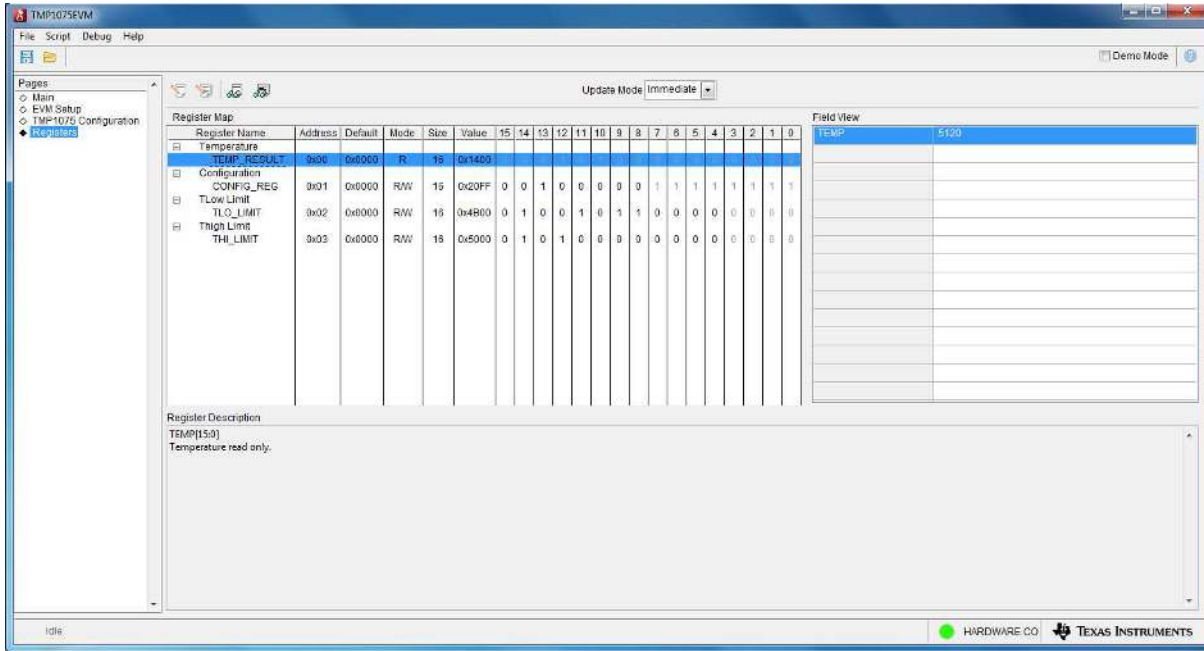 TMP1075EVM
File Script Debug Help
Demo Mode
Pages
Main
EVM Setup
TMP1075 Configuration
Registers
Update Mode Immediate
Register Map
Register Name Address Default Mode Size Value 15 14 13 12 11 10 9 8 7 6 5 4 3 2 1 0
Temperature
TEMP_RESULT 0x00 0x0000 R 16 0x1400
Configuration
CONFIG_REG 0x01 0x0000 R/W 16 0x20FF 0 0 1 0 0 0 0 0 1 1 1 1 1 1 1 1
TLow Limit
TLO_LIMIT 0x02 0x0000 R/W 16 0x4B00 0 1 0 0 1 0 1 1 0 0 0 0 0 0 0 0
Thigh Limit
THI_LIMIT 0x03 0x0000 R/W 16 0x5000 0 1 0 1 0 0 0 0 0 0 0 0 0 0 0 0
Field View
TEMP 5120
Register Description
TEMP[15:0]
Temperature read only.
Idle
HARDWARE CO
TEXAS INSTRUMENTS